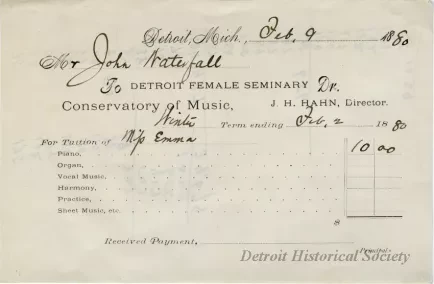 Detroit, Mich. Feb. 9 1880
Mr John Waterfall
To DETROIT FEMALE SEMINARY Dr.
Conservatory of Music, J. H. HAHN, Director.
Winter Term ending Feb. 2 1880
For Tuition of Miss Emma
Piano, 10 00
Organ,
Vocal Music,
Harmony,
Practice,
Sheet Music, etc.
$
Received Payment,
Principal.
Detroit Historical Society